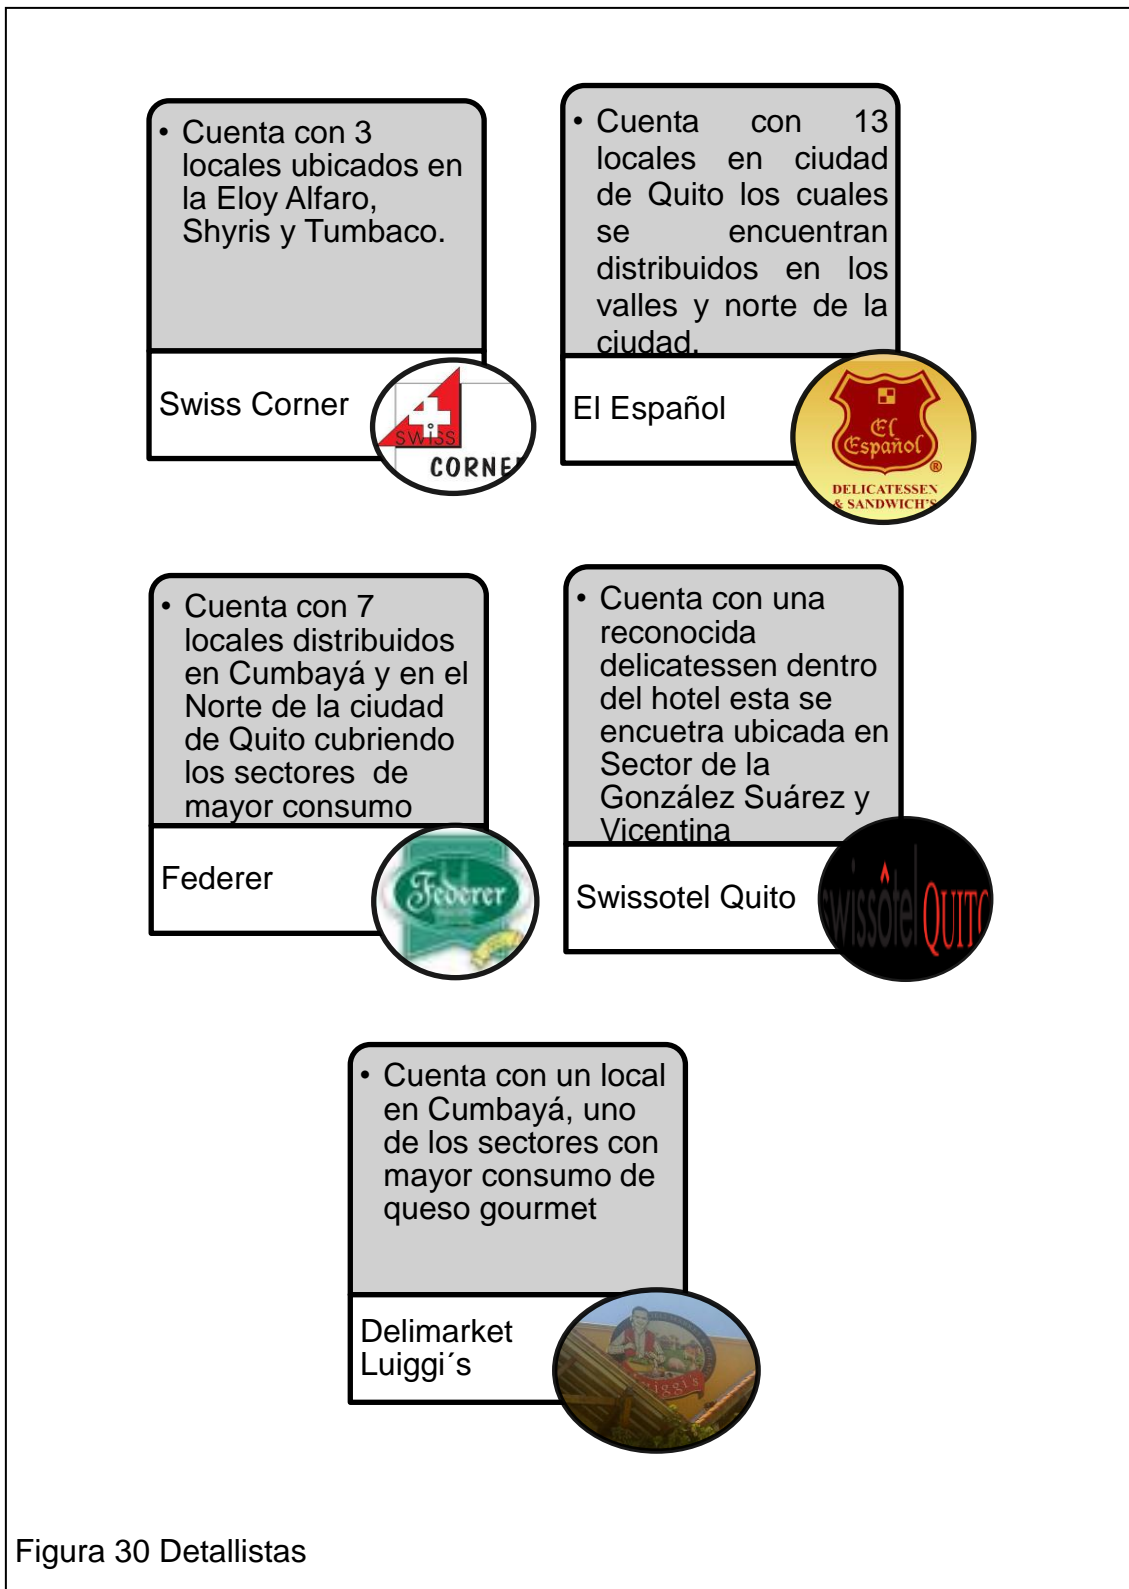 • Cuenta con 3
locales ubicados en
la Eloy Alfaro,
Shyris y Tumbaco.
Swiss Corner
SWISS
CORNE
• Cuenta con 13
locales en ciudad
de Quito los cuales
se encuentran
distribuidos en los
valles y norte de la
ciudad.
El Español
El
Español
®
DELICATESSEN
& SANDWICH'S
• Cuenta con 7
locales distribuidos
en Cumbayá y en el
Norte de la ciudad
de Quito cubriendo
los sectores de
mayor consumo
Federer
Federer
• Cuenta con una
reconocida
delicatessen dentro
del hotel esta se
encuetra ubicada en
Sector de la
González Suárez y
Vicentina
Swissotel Quito
swissôtel QUITO
• Cuenta con un local
en Cumbayá, uno
de los sectores con
mayor consumo de
queso gourmet
Delimarket
Luiggi´s
Luiggi's
Figura 30 Detallistas